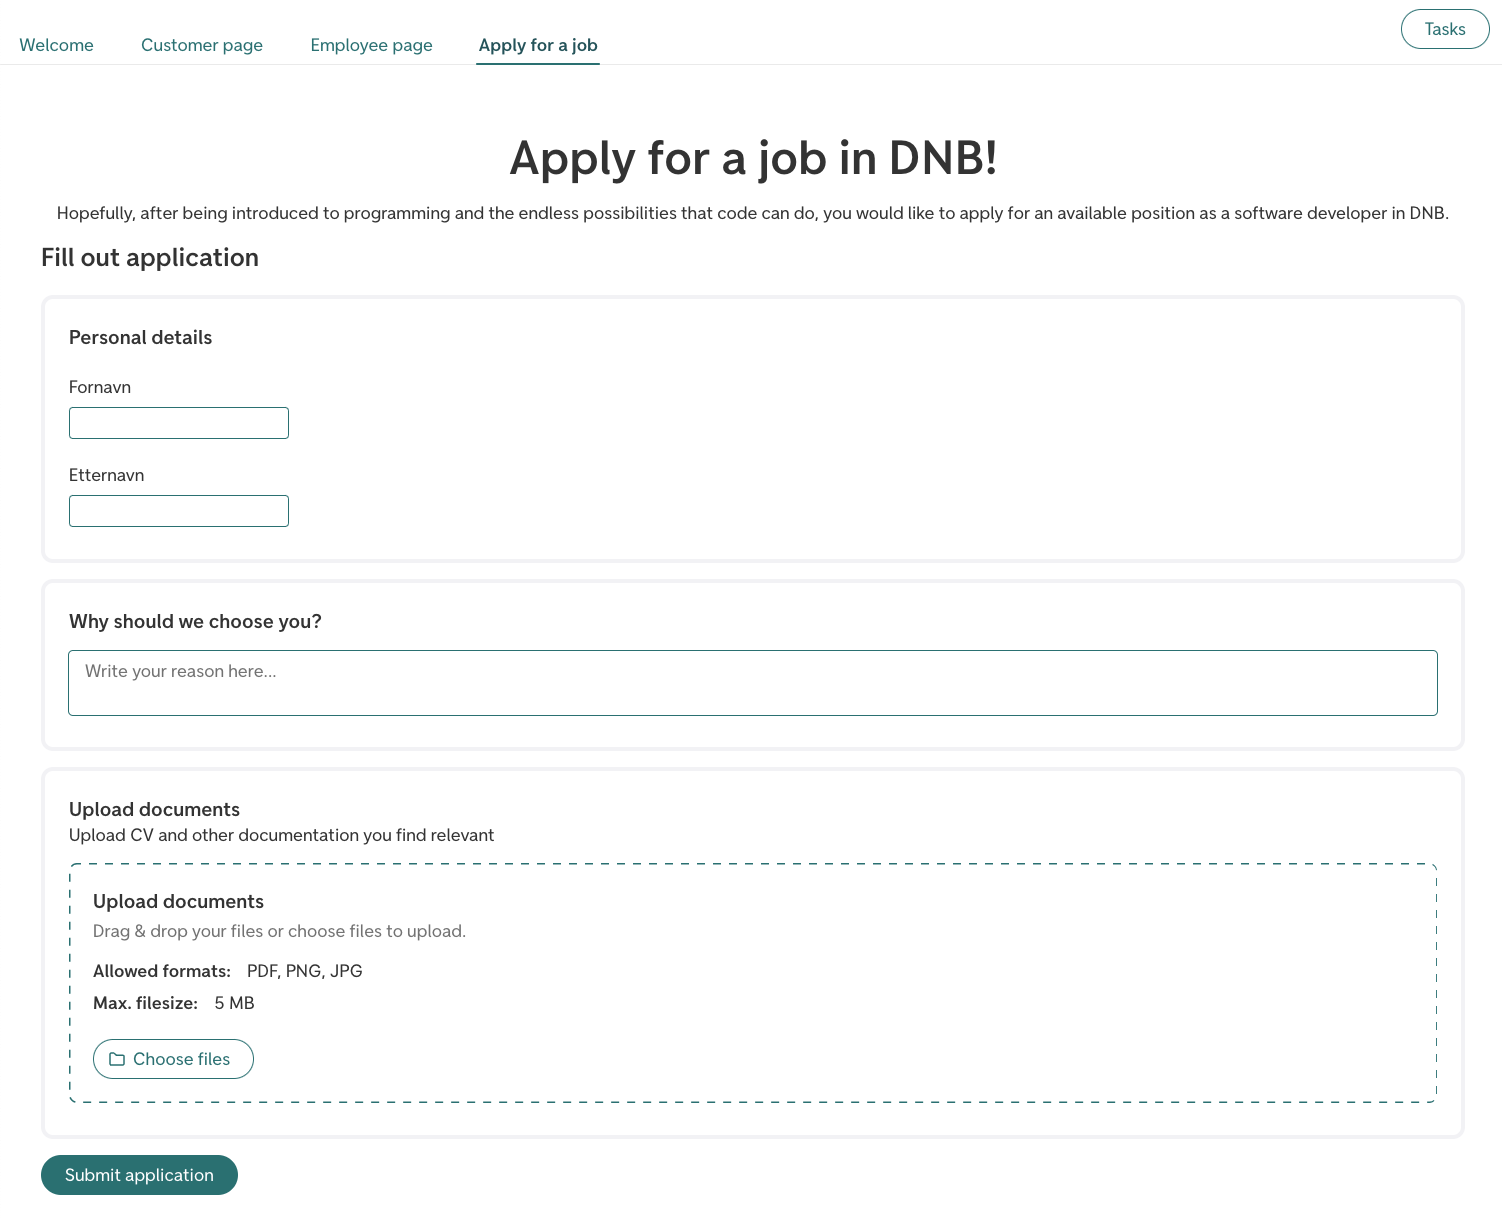 Welcome
Customer page
Employee page
Apply for a job
Tasks
Apply for a job in DNB!
Hopefully, after being introduced to programming and the endless possibilities that code can do, you would like to apply for an available position as a software developer in DNB.
Fill out application
Personal details
Fornavn
Etternavn
Why should we choose you?
Write your reason here...
Upload documents
Upload CV and other documentation you find relevant
Upload documents
Drag & drop your files or choose files to upload.
Allowed formats: PDF, PNG, JPG
Max. filesize: 5 MB
Choose files
Submit application